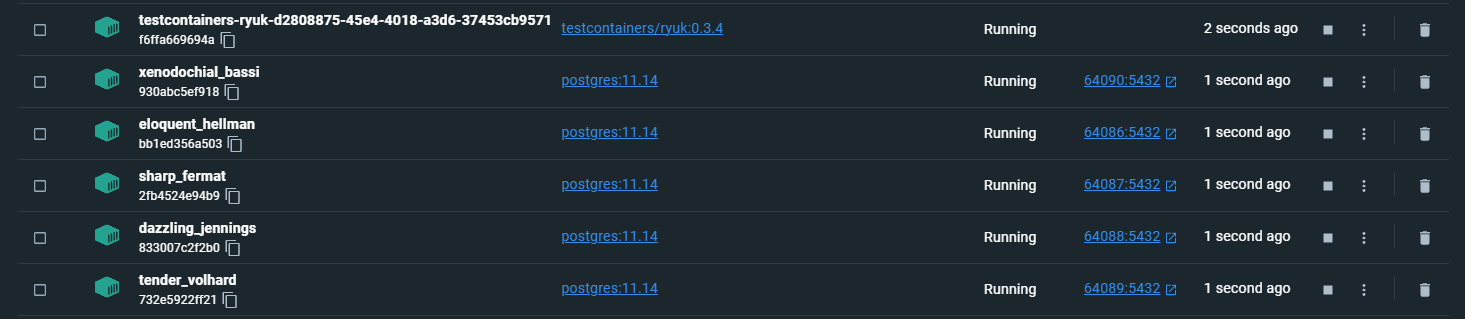 testcontainers-ryuk-d2808875-45e4-4018-a3d6-37453cb9571 testcontainers/ryuk:0.3.4 Running 2 seconds ago
f6ffa669694a
xenodochial_bassi postgres:11.14 Running 64090:5432 1 second ago
930abc5ef918
eloquent_hellman postgres:11.14 Running 64086:5432 1 second ago
bb1ed356a503
sharp_fermat postgres:11.14 Running 64087:5432 1 second ago
2fb4524e94b9
dazzling_jennings postgres:11.14 Running 64088:5432 1 second ago
833007c2f2b0
tender_volhard postgres:11.14 Running 64089:5432 1 second ago
732e5922ff21